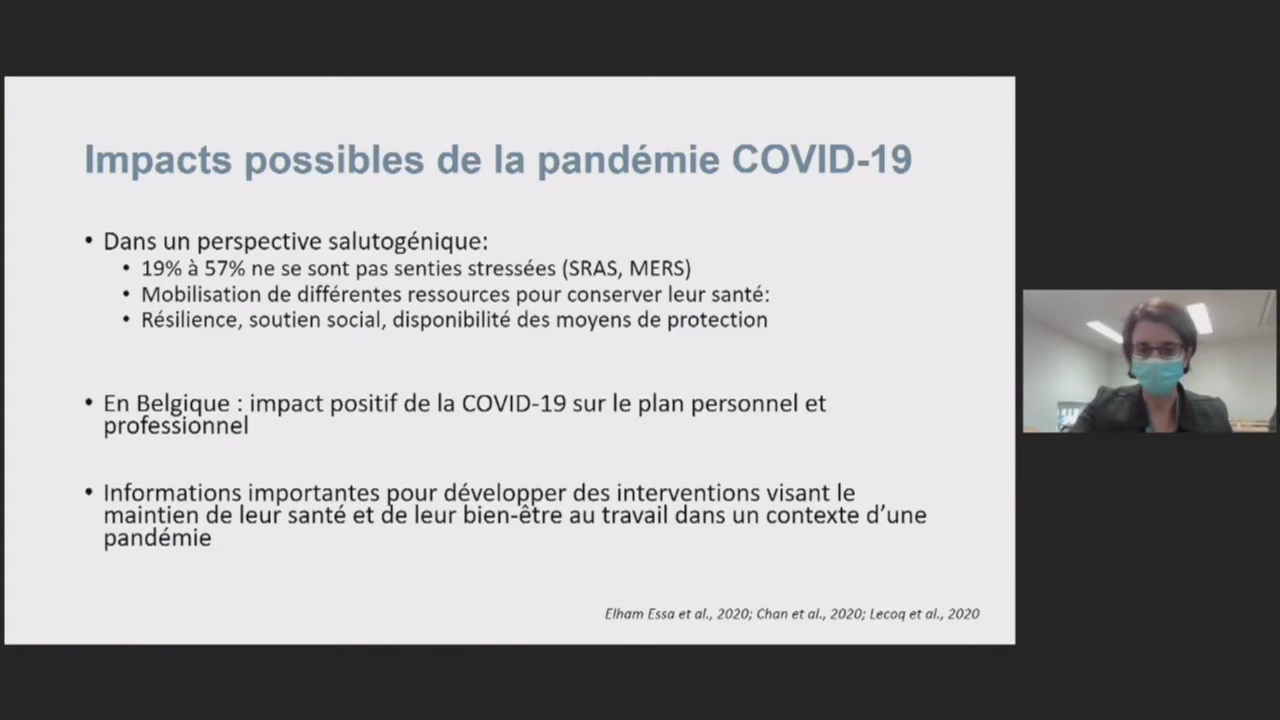 Impacts possibles de la pandémie COVID-19
• Dans un perspective salutogénique:
• 19% à 57% ne se sont pas senties stressées (SRAS, MERS)
• Mobilisation de différentes ressources pour conserver leur santé:
• Résilience, soutien social, disponibilité des moyens de protection
• En Belgique : impact positif de la COVID-19 sur le plan personnel et
professionnel
• Informations importantes pour développer des interventions visant le
maintien de leur santé et de leur bien-être au travail dans un contexte d’une
pandémie
Elham Essa et al., 2020; Chan et al., 2020; Lecoq et al., 2020